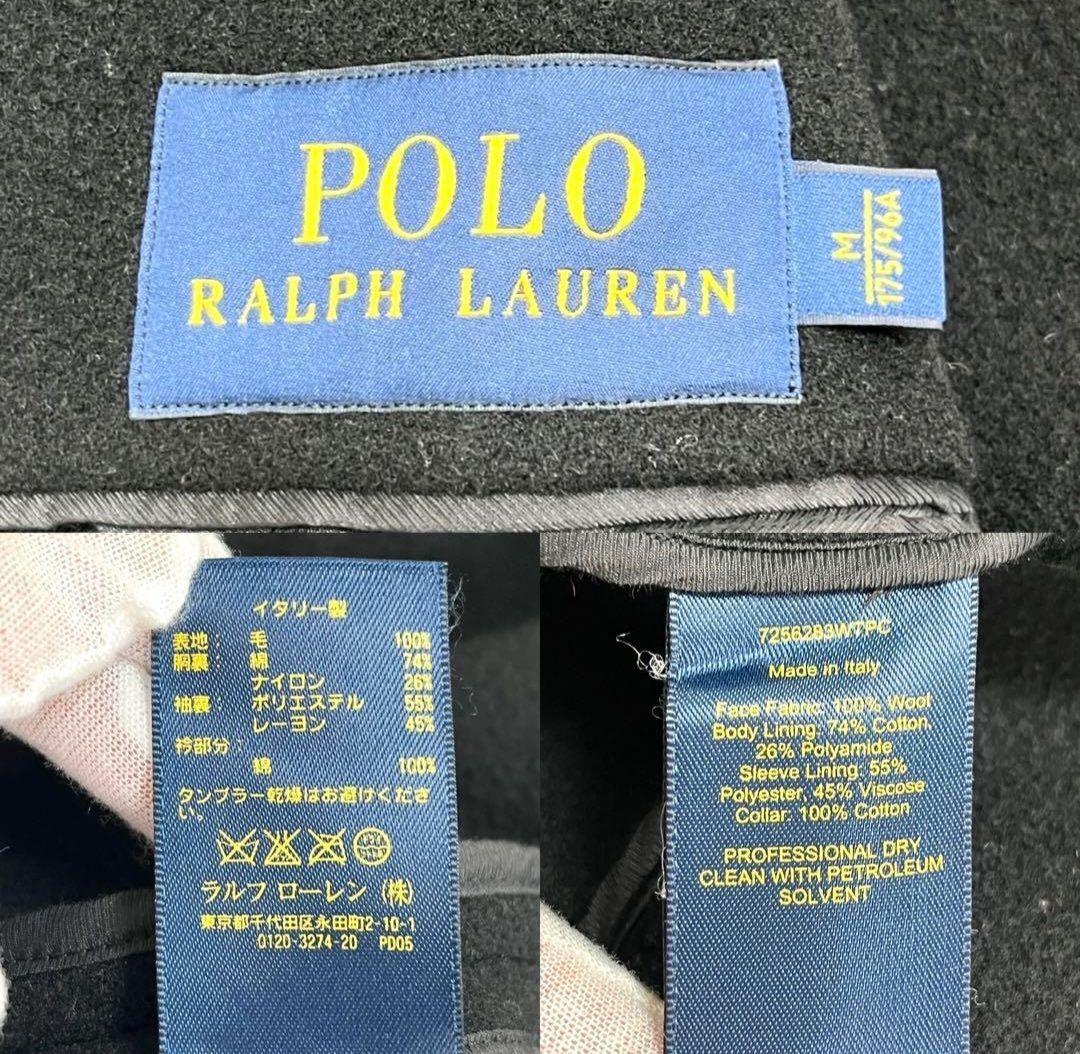 POLO
RALPH LAUREN
M
175/96A
イタリー製
表地: 毛 100%
胴裏: 綿 74%
ナイロン 26%
袖裏 ポリエステル 55%
レーヨン 45%
衿部分:
綿 100%
タンブラー乾燥はお避けくださ
い。
ラルフ ローレン (株)
東京都千代田区永田町2-10-1
0120-3274-20 PD05
7256283WTPC
Made in Italy
Face Fabric: 100% Wool
Body Lining: 74% Cotton,
26% Polyamide
Sleeve Lining: 55%
Polyester, 45% Viscose
Collar: 100% Cotton
PROFESSIONAL DRY
CLEAN WITH PETROLEUM
SOLVENT